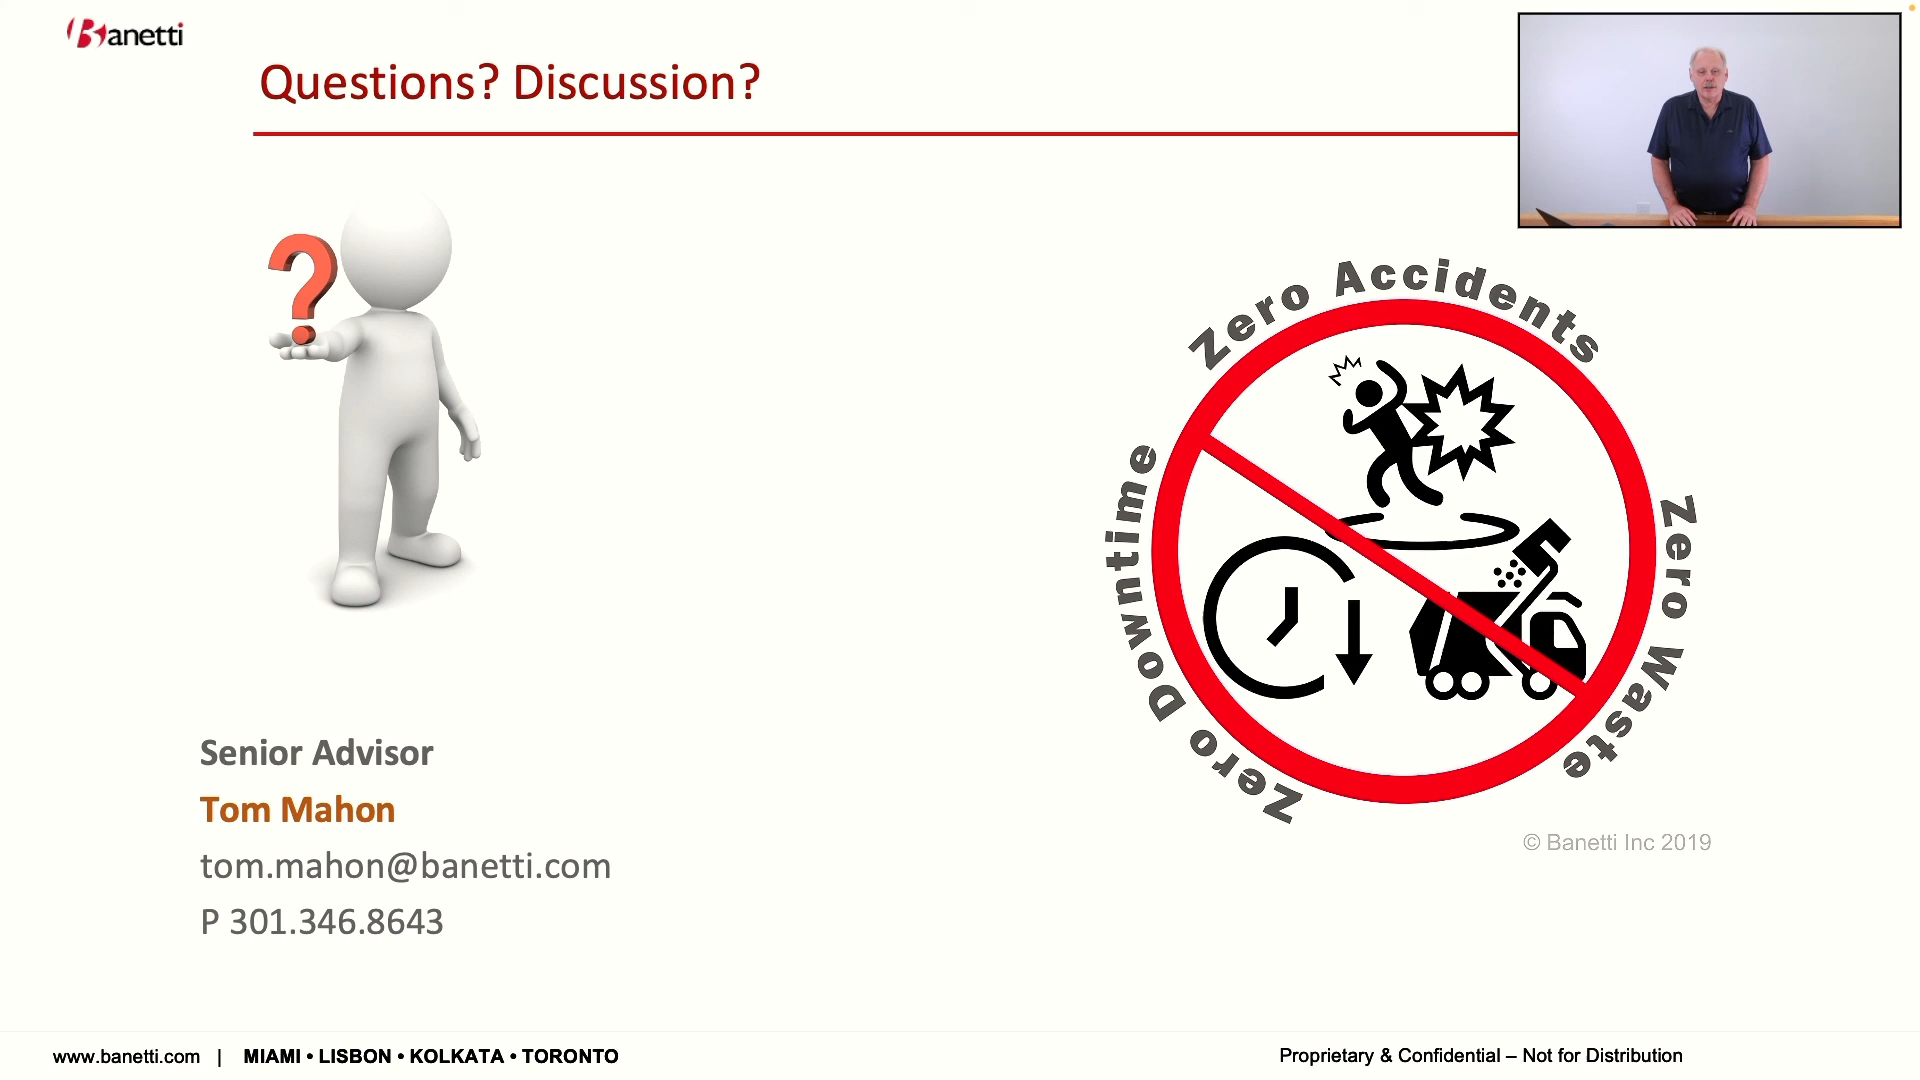 Banetti
Questions? Discussion?
?
Zero Accidents
Zero Downtime
Zero Waste
© Banetti Inc 2019
Senior Advisor
Tom Mahon
tom.mahon@banetti.com
P 301.346.8643
www.banetti.com | MIAMI • LISBON • KOLKATA • TORONTO
Proprietary & Confidential – Not for Distribution